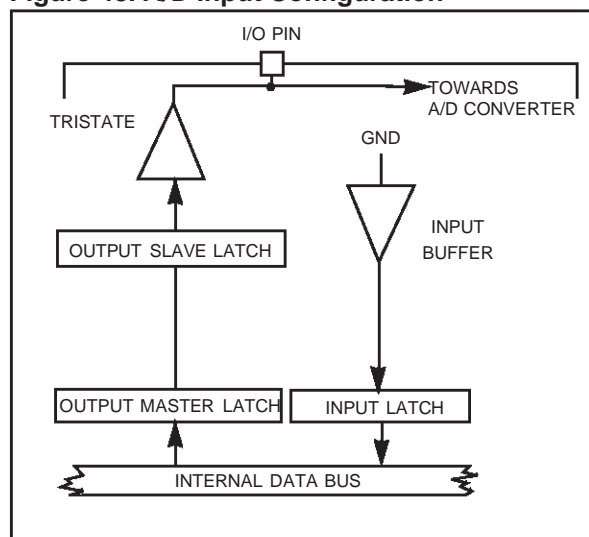 I/O PIN
TOWARDS
A/D CONVERTER
TRISTATE
GND
INPUT
BUFFER
OUTPUT SLAVE LATCH
OUTPUT MASTER LATCH
INPUT LATCH
INTERNAL DATA BUS